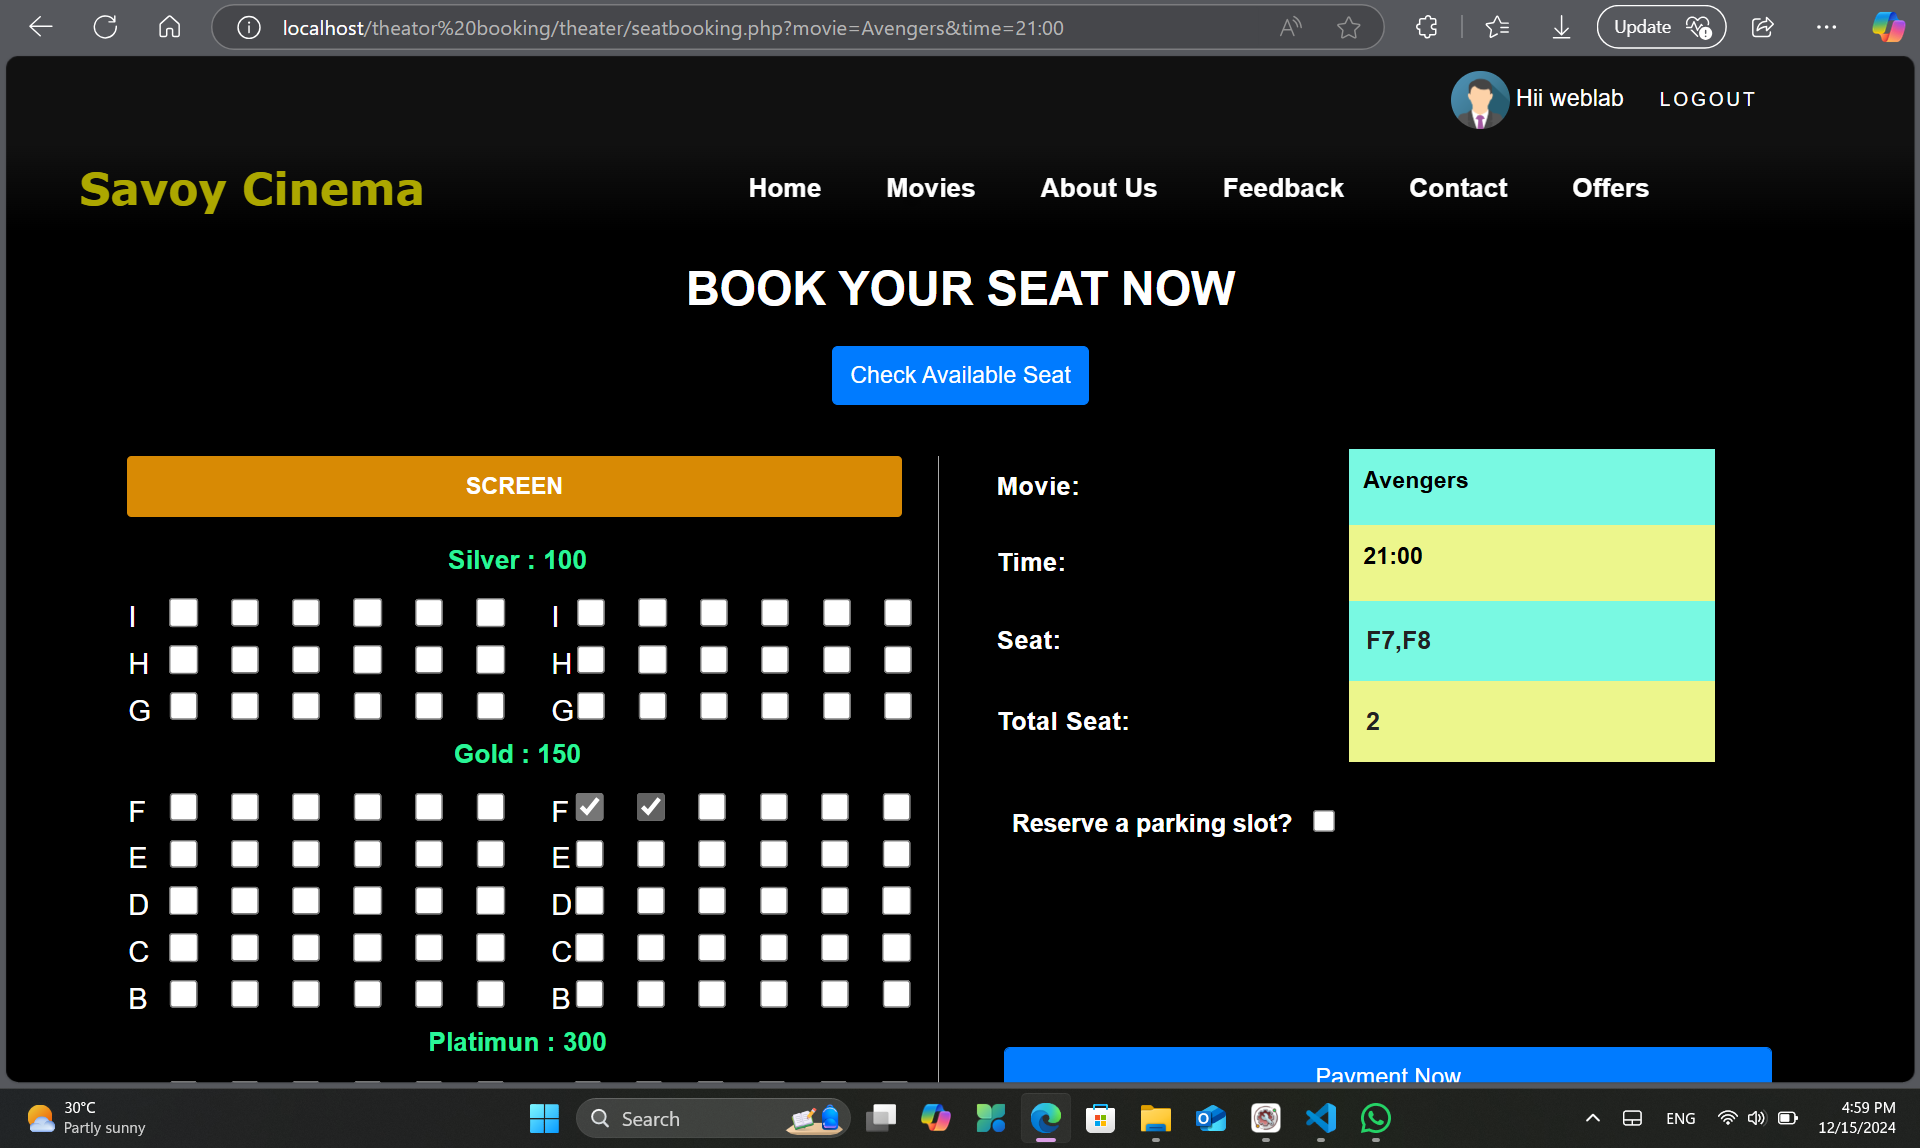 localhost/theator%20booking/theater/seatbooking.php?movie=Avengers&time=21:00
Update
Hii weblab LOGOUT
Savoy Cinema
Home Movies About Us Feedback Contact Offers
BOOK YOUR SEAT NOW
Check Available Seat
SCREEN
Silver : 100
I I
H H
G G
Gold : 150
F F
E E
D D
C C
B B
Platimun : 300
Movie: Avengers
Time: 21:00
Seat: F7,F8
Total Seat: 2
Reserve a parking slot?
Payment Now
30°C
Partly sunny
Search
ENG
4:59 PM
12/15/2024